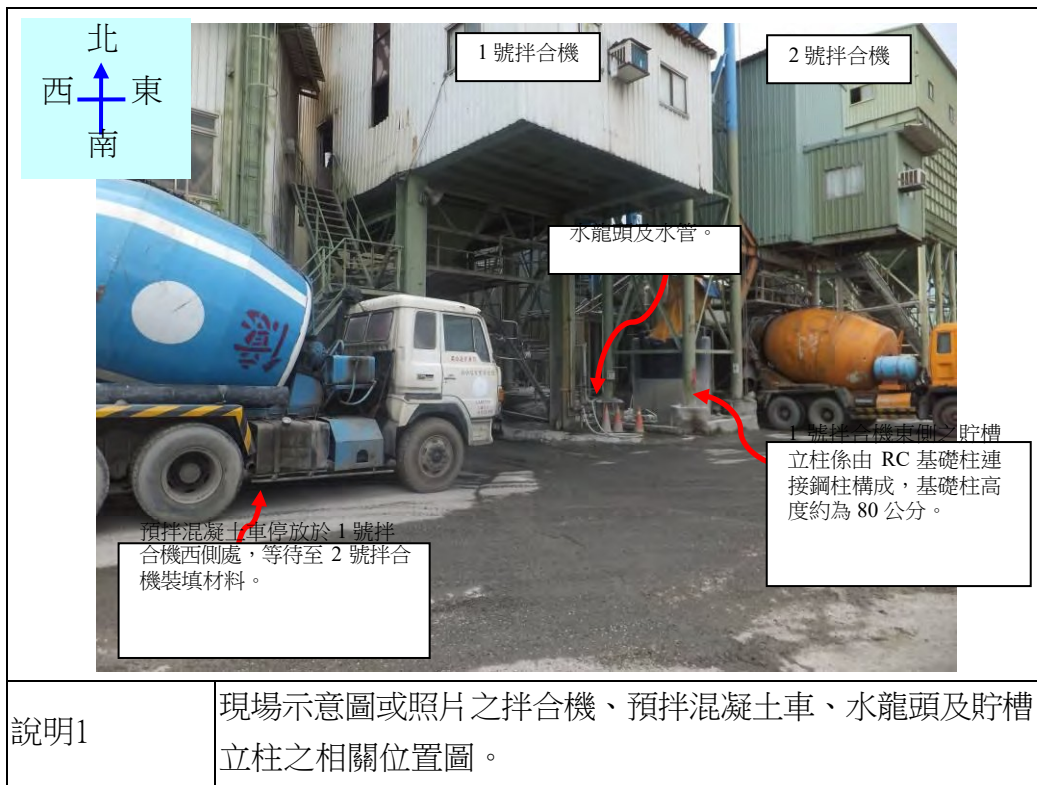 北
西 東
南
1 號拌合機
2 號拌合機
水龍頭及水管。
1 號拌合機東側之貯槽
立柱係由 RC 基礎柱連
接鋼柱構成，基礎柱高
度約為 80 公分。
預拌混凝土車停放於 1 號拌
合機西側處，等待至 2 號拌合
機裝填材料。
說明1
現場示意圖或照片之拌合機、預拌混凝土車、水龍頭及貯槽
立柱之相關位置圖。